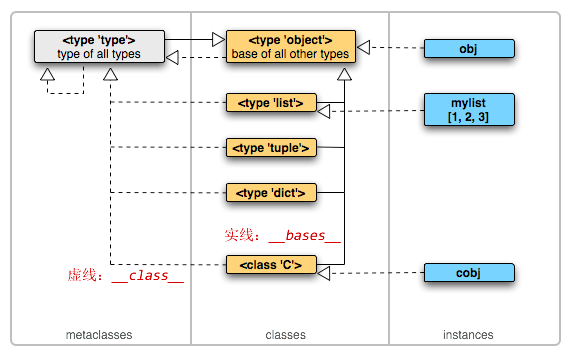 <type 'type'>
type of all types
<type 'object'>
base of all other types
obj
<type 'list'>
mylist
[1, 2, 3]
<type 'tuple'>
<type 'dict'>
实线：__bases__
<class 'C'>
虚线：__class__
cobj
metaclasses
classes
instances